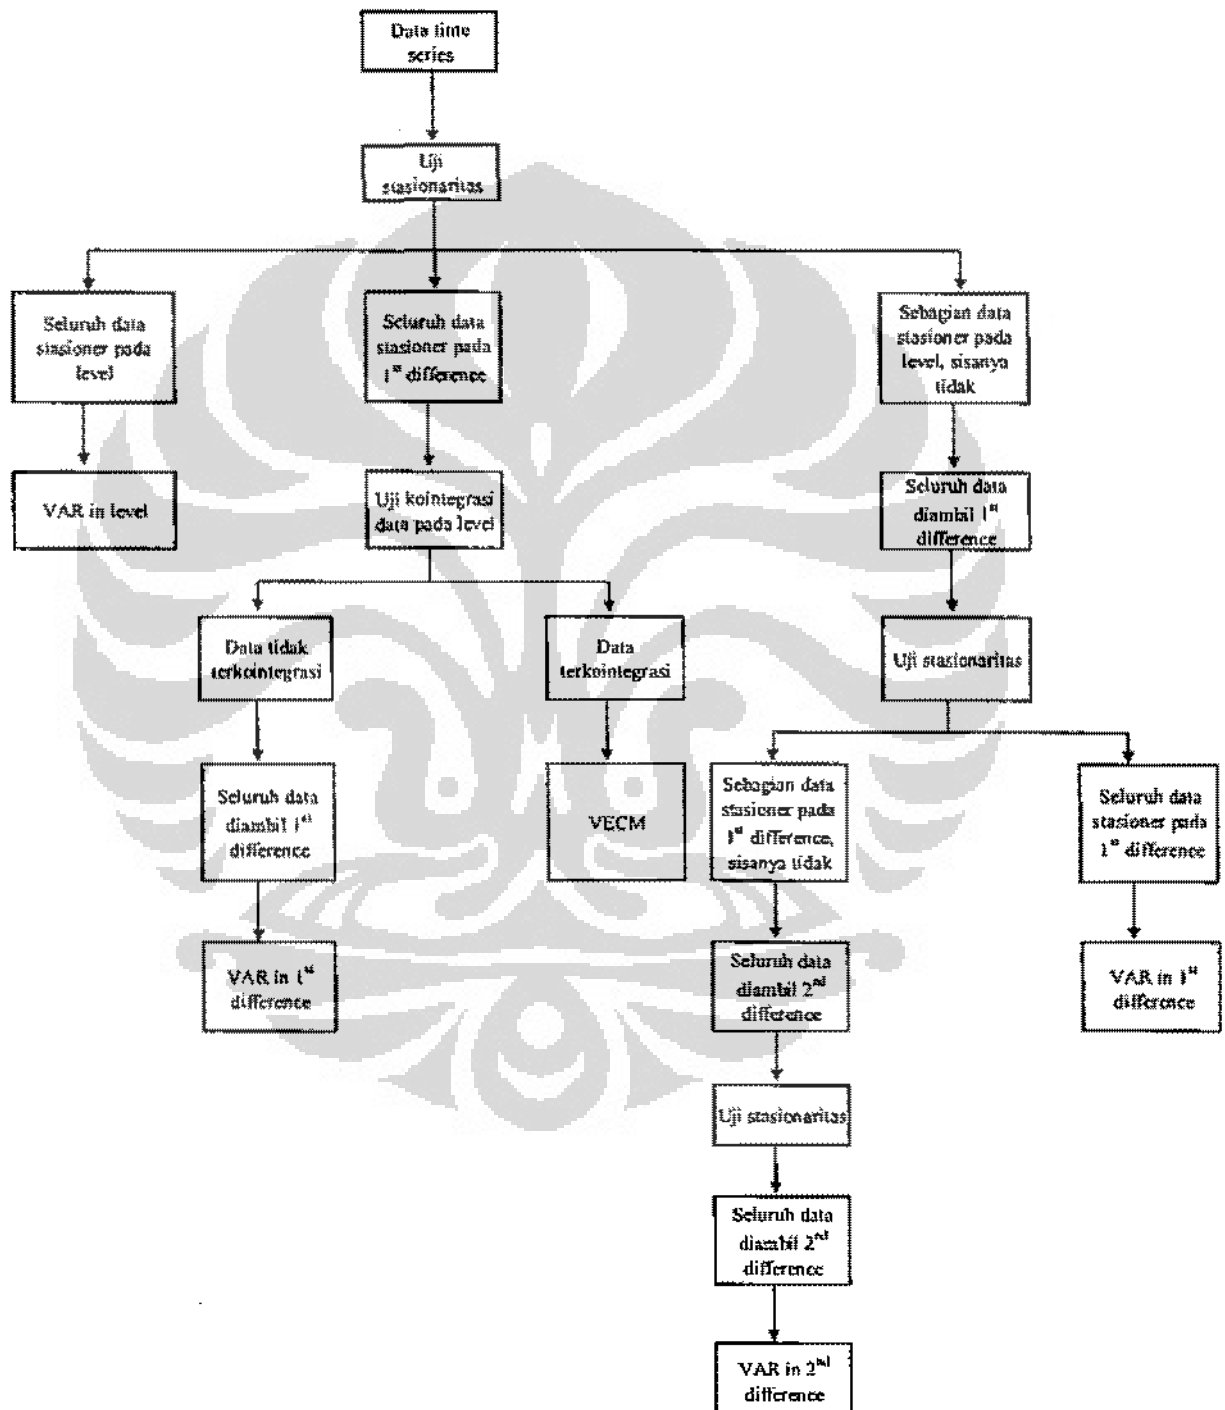 Data time
series
Uji
stasionaritas
Seluruh data
stasioner pada
level
Seluruh data
stasioner pada
1st difference
Sebagian data
stasioner pada
level, sisanya
tidak
VAR in level
Uji kointegrasi
data pada level
Seluruh data
diambil 1st
difference
Data tidak
terkointegrasi
Data
terkointegrasi
Uji stasionaritas
Seluruh data
diambil 1st
difference
VECM
Sebagian data
stasioner pada
1st difference,
sisanya tidak
Seluruh data
stasioner pada
1st difference
VAR in 1st
difference
Seluruh data
diambil 2nd
difference
VAR in 1st
difference
Uji stasionaritas
Seluruh data
diambil 2nd
difference
VAR in 2nd
difference